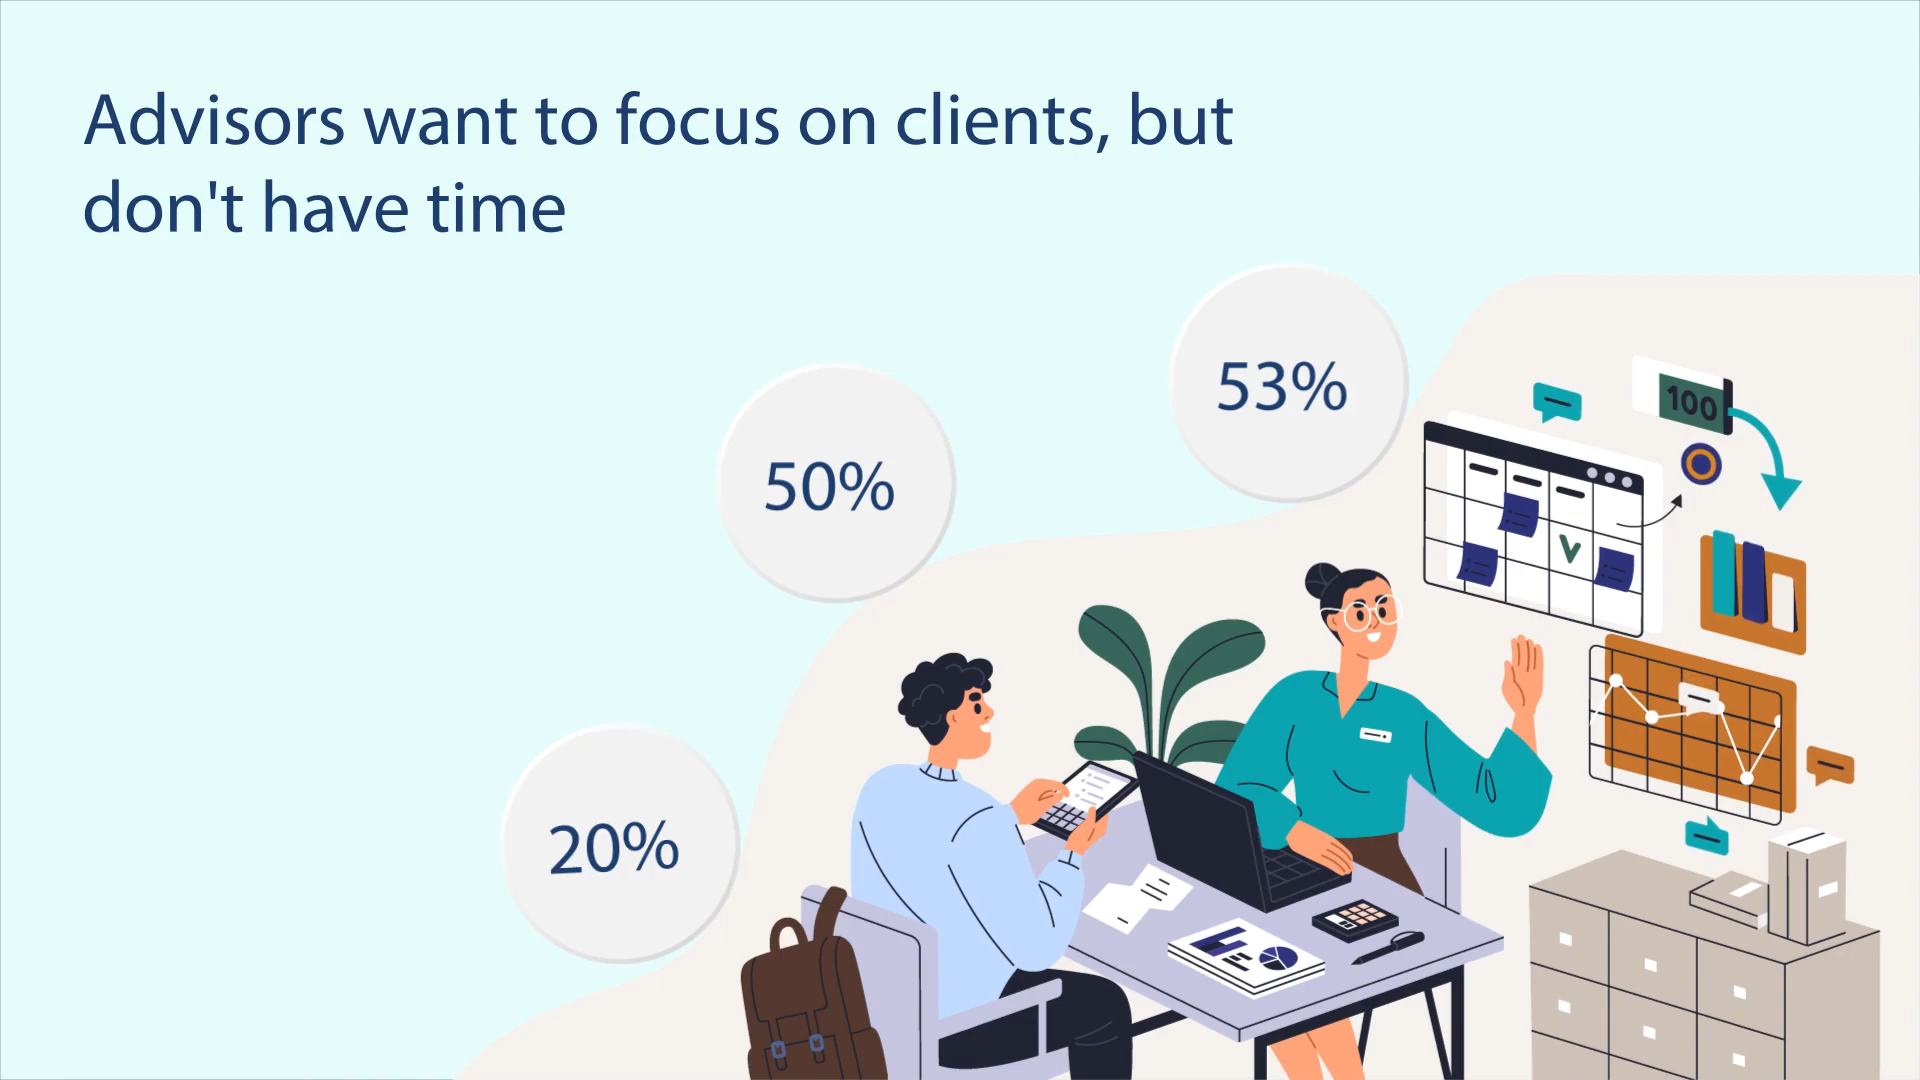 Advisors want to focus on clients, but
don't have time
53%
50%
20%
100